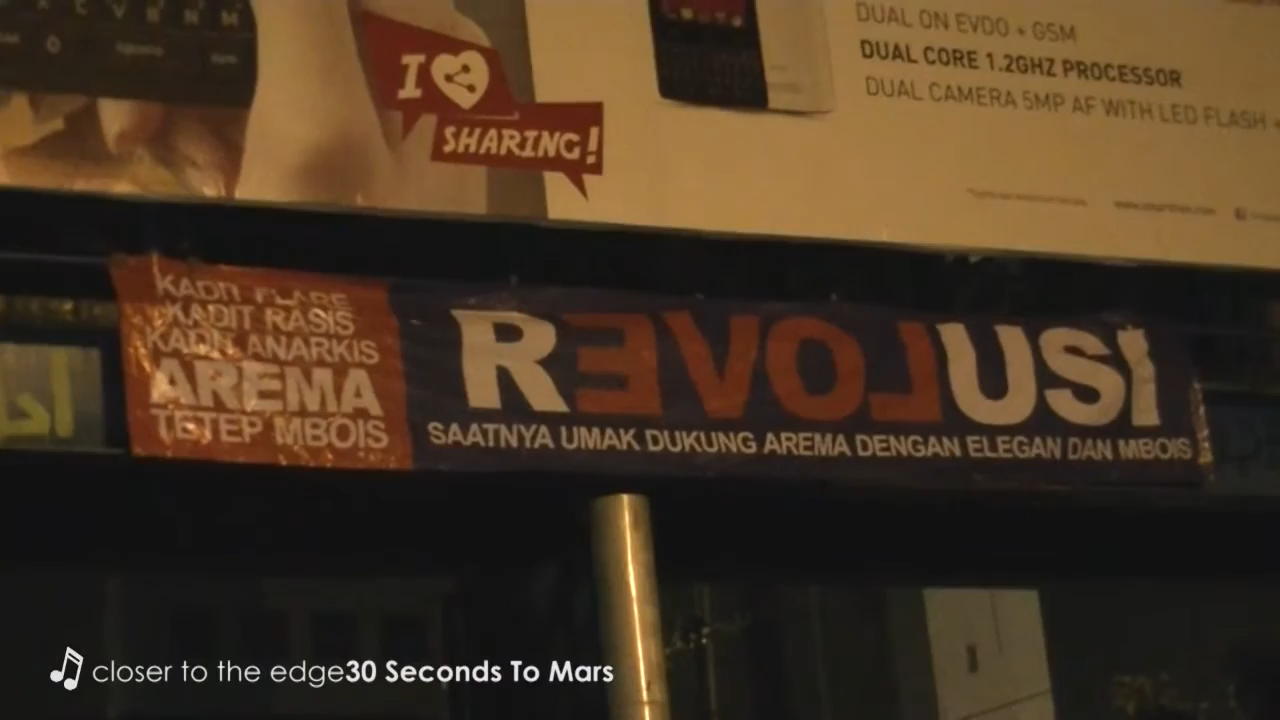 C V B N M
I
SHARING!
DUAL ON EVDO + GSM
DUAL CORE 1.2GHZ PROCESSOR
DUAL CAMERA 5MP AF WITH LED FLASH
KADIT FLARE
KADIT RASIS
KADIT ANARKIS
AREMA
TETEP MBOIS
REVOLUSI
SAATNYA UMAK DUKUNG AREMA DENGAN ELEGAN DAN MBOIS
closer to the edge30 Seconds To Mars